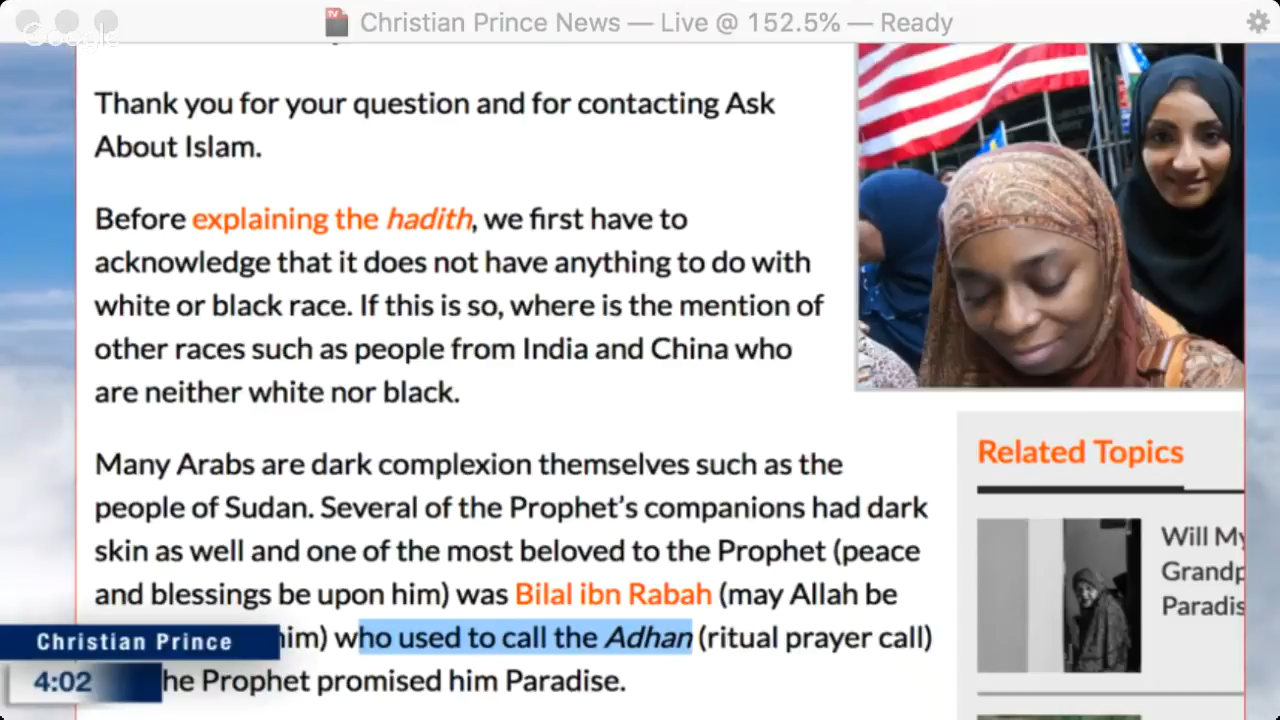 Christian Prince News — Live @ 152.5% — Ready
Google
Thank you for your question and for contacting Ask
About Islam.
Before explaining the hadith, we first have to
acknowledge that it does not have anything to do with
white or black race. If this is so, where is the mention of
other races such as people from India and China who
are neither white nor black.
Many Arabs are dark complexion themselves such as the
people of Sudan. Several of the Prophet’s companions had dark
skin as well and one of the most beloved to the Prophet (peace
and blessings be upon him) was Bilal ibn Rabah (may Allah be
him) who used to call the Adhan (ritual prayer call)
he Prophet promised him Paradise.
Related Topics
Will My
Grandp
Paradis
Christian Prince
4:02